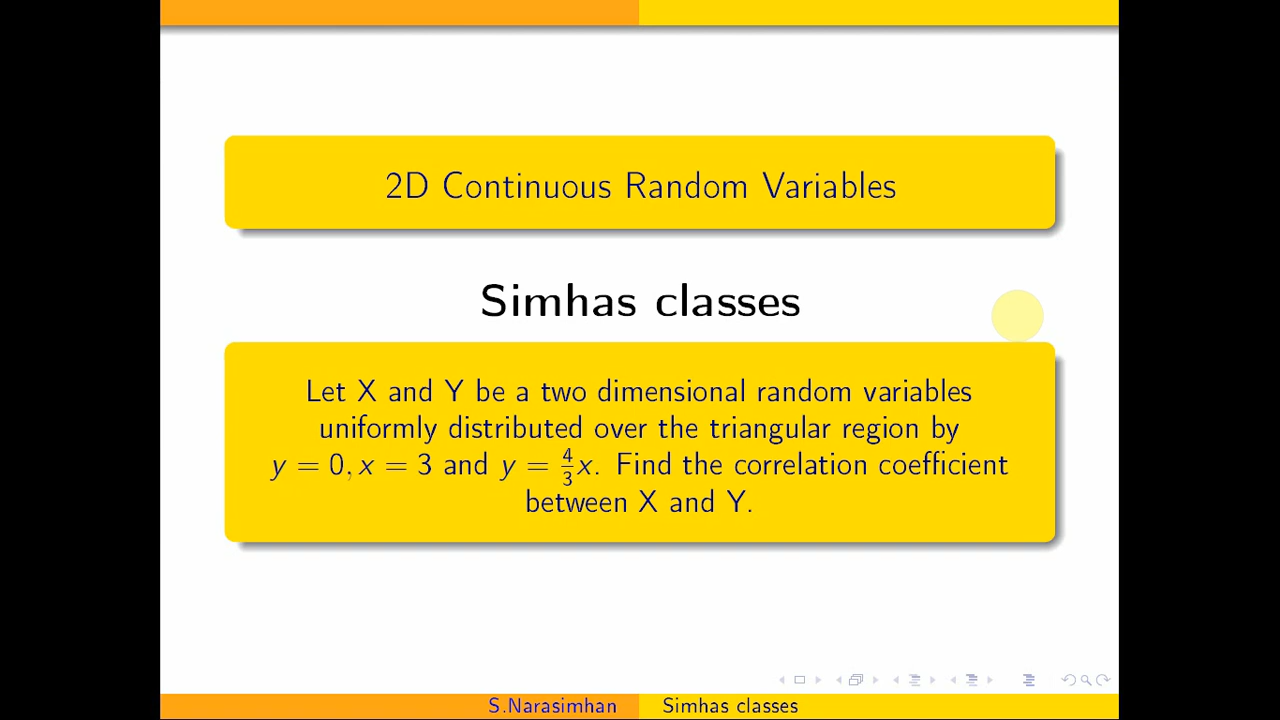 2D Continuous Random Variables
Simhas classes
Let X and Y be a two dimensional random variables
uniformly distributed over the triangular region by
y = 0, x = 3 and y = 4/3 x. Find the correlation coefficient
between X and Y.
S.Narasimhan Simhas classes